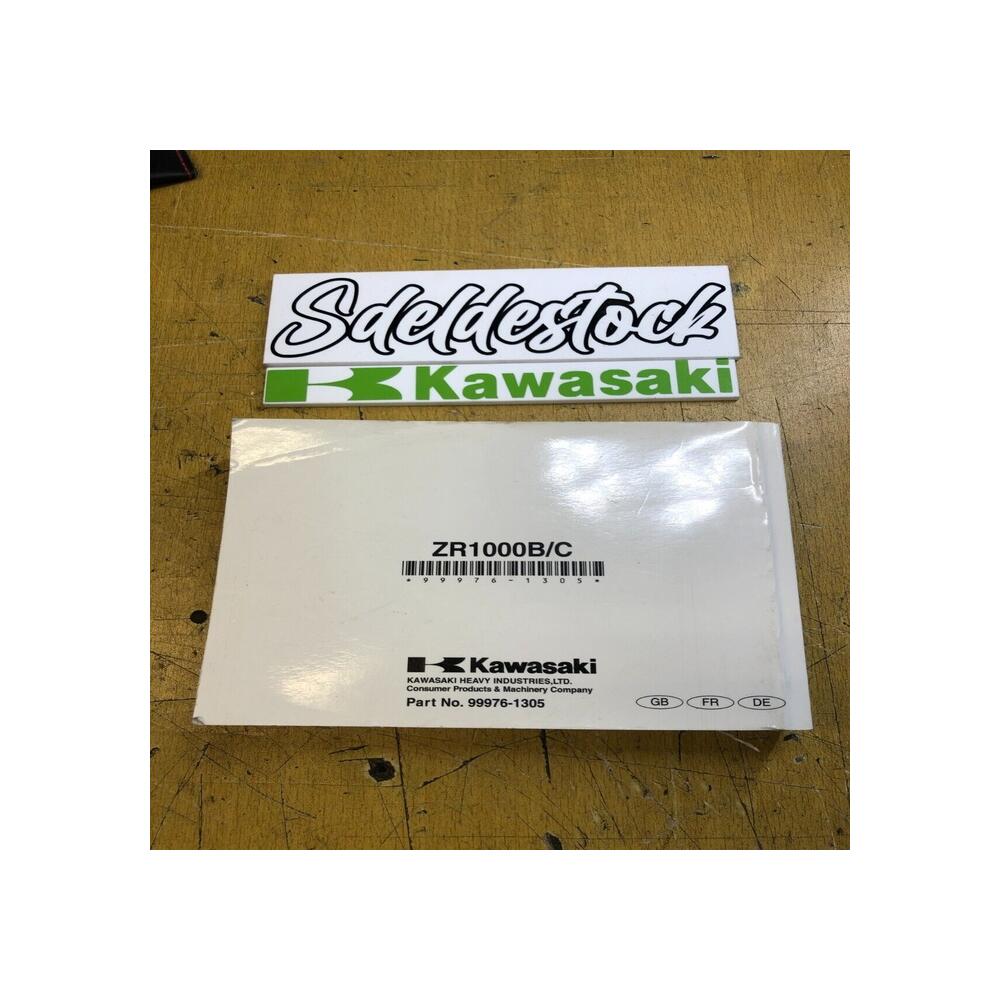 Sdeldestock
Kawasaki
ZR1000B/C
*99976-1305*
Kawasaki
KAWASAKI HEAVY INDUSTRIES,LTD.
Consumer Products & Machinery Company
Part No. 99976-1305
GB FR DE